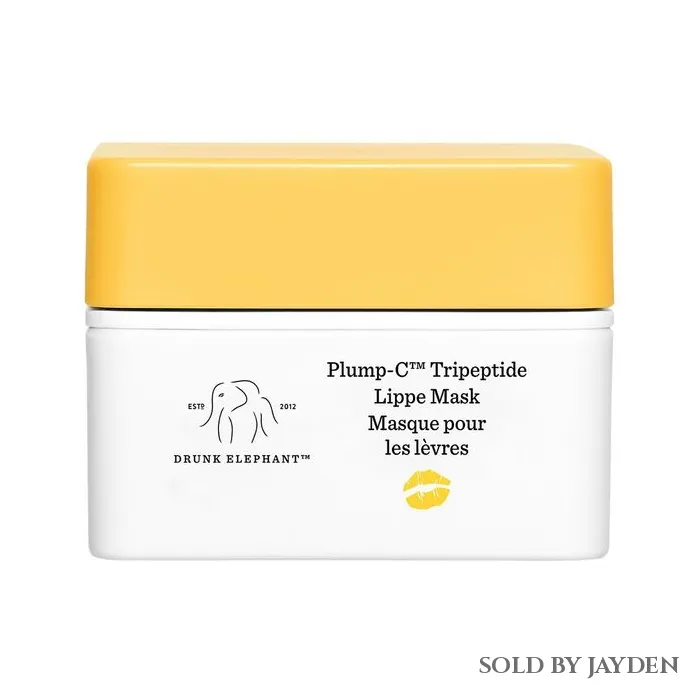 Plump-C™ Tripeptide
Lippe Mask
Masque pour
les lèvres
ESTD 2012
DRUNK ELEPHANT™
SOLD BY JAYDEN